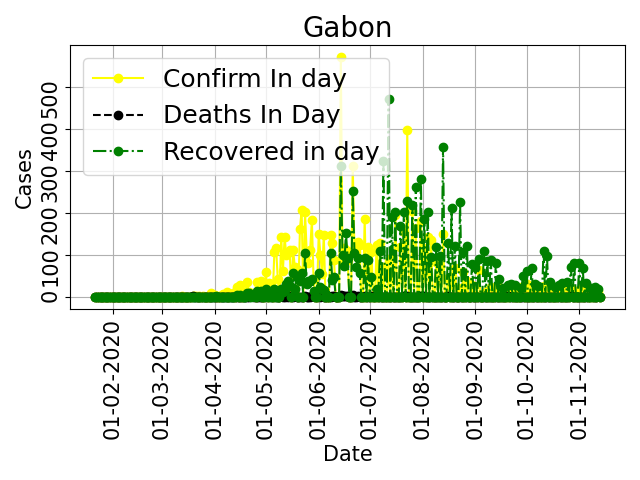 Gabon
Confirm In day
Deaths In Day
Recovered in day
Cases
500
400
300
200
100
0
01-02-2020
01-03-2020
01-04-2020
01-05-2020
01-06-2020
01-07-2020
01-08-2020
01-09-2020
01-10-2020
01-11-2020
Date